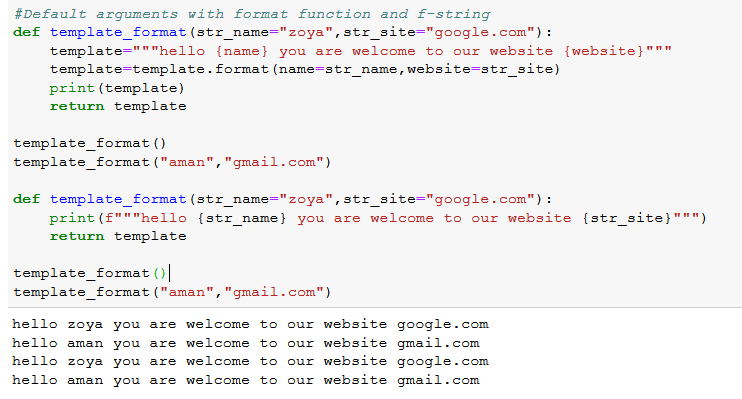 #Default arguments with format function and f-string
def template_format(str_name="zoya",str_site="google.com"):
    template="""hello {name} you are welcome to our website {website}"""
    template=template.format(name=str_name,website=str_site)
    print(template)
    return template
template_format()
template_format("aman","gmail.com")
def template_format(str_name="zoya",str_site="google.com"):
    print(f"""hello {str_name} you are welcome to our website {str_site}""")
    return template
template_format()
template_format("aman","gmail.com")
hello zoya you are welcome to our website google.com
hello aman you are welcome to our website gmail.com
hello zoya you are welcome to our website google.com
hello aman you are welcome to our website gmail.com